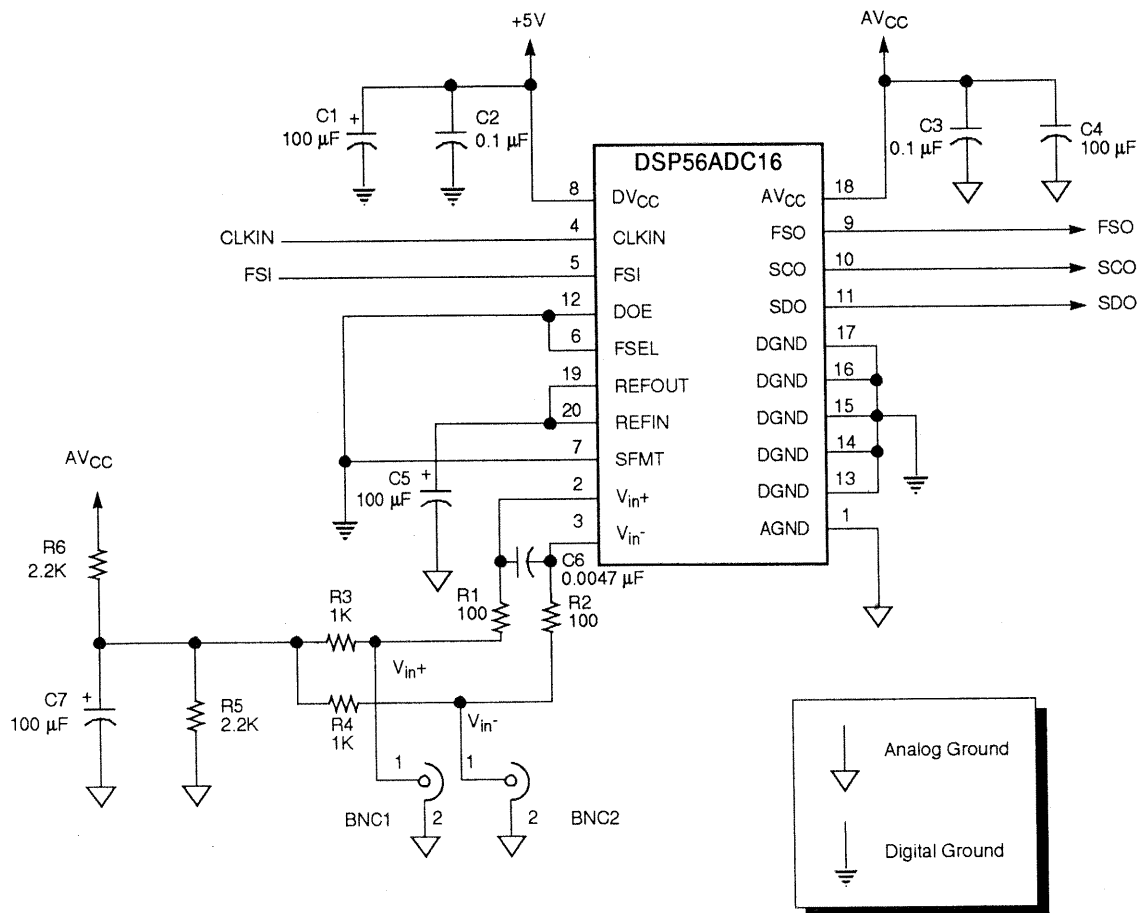 +5V
AVCC
C1 +
100 µF
C2
0.1 µF
C3
0.1 µF
C4
100 µF
DSP56ADC16
8
DVCC
AVCC
18
CLKIN
4
CLKIN
FSO
9
FSO
FSI
5
FSI
SCO
10
SCO
12
DOE
SDO
11
SDO
6
FSEL
DGND
17
19
REFOUT
DGND
16
20
REFIN
DGND
15
7
SFMT
DGND
14
2
Vin+
DGND
13
3
Vin-
AGND
1
AVCC
C5 +
100 µF
C6
0.0047 µF
R6
2.2K
R1
100
R2
100
R3
1K
Vin+
C7 +
100 µF
R5
2.2K
R4
1K
Vin-
1
1
BNC1
2
2
BNC2
Analog Ground
Digital Ground